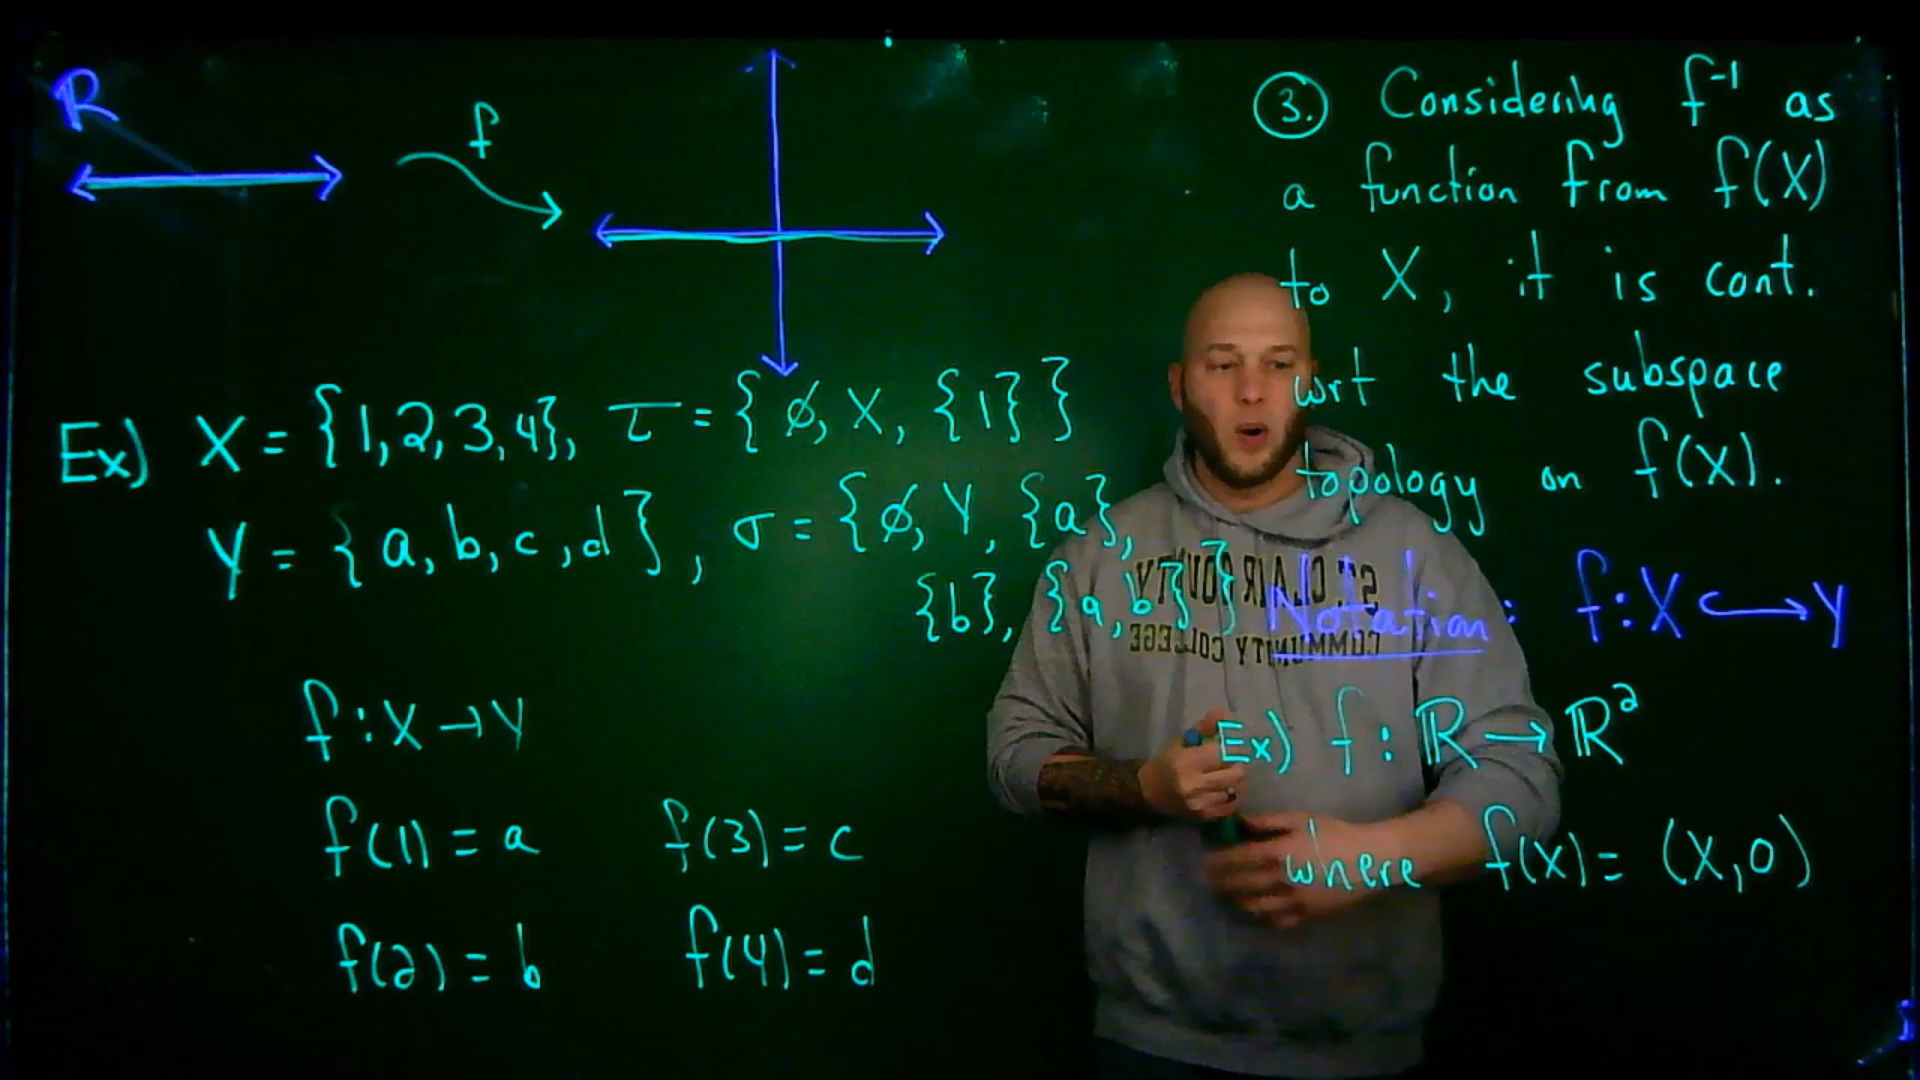 ℝ
f
Ex) X = {1,2,3,4}, τ = {∅, X, {1}}
Y = {a, b, c, d}, σ = {∅, Y, {a},
{b}, {a, b}}
f: X → Y
f(1) = a f(3) = c
f(2) = b f(4) = d
3. Considering f⁻¹ as
a function from f(X)
to X, it is cont.
wrt the subspace
topology on f(X).
Notation: f: X ↪ Y
Ex) f: ℝ → ℝ²
where f(x) = (x, 0)
ST. CLAIR COUNTY
COMMUNITY COLLEGE